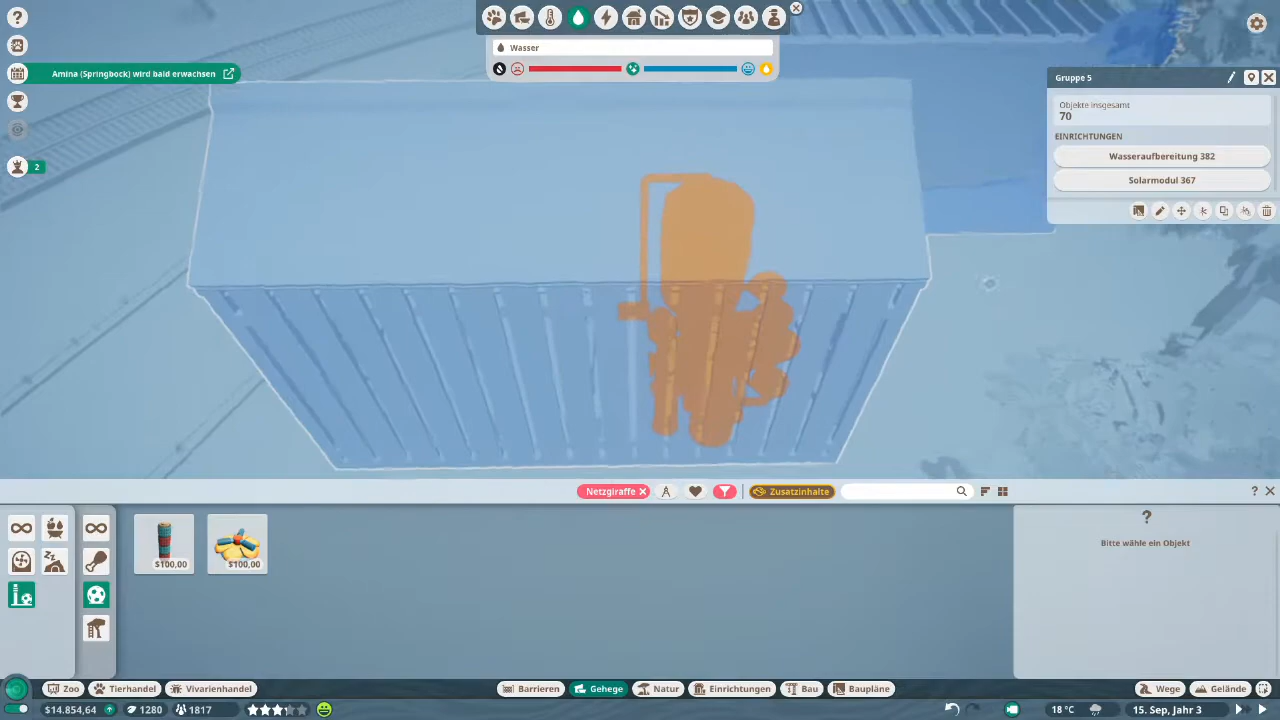 Wasser
Amina (Springbock) wird bald erwachsen
2
Gruppe 5
Objekte insgesamt
70
EINRICHTUNGEN
Wasseraufbereitung 382
Solarmodul 367
Netzgiraffe
Zusatzinhalte
$100,00
$100,00
Bitte wähle ein Objekt
Zoo
Tierhandel
Vivarienhandel
Barrieren
Gehege
Natur
Einrichtungen
Bau
Baupläne
Wege
Gelände
$14.854,64
1280
1817
18 °C
15. Sep, Jahr 3